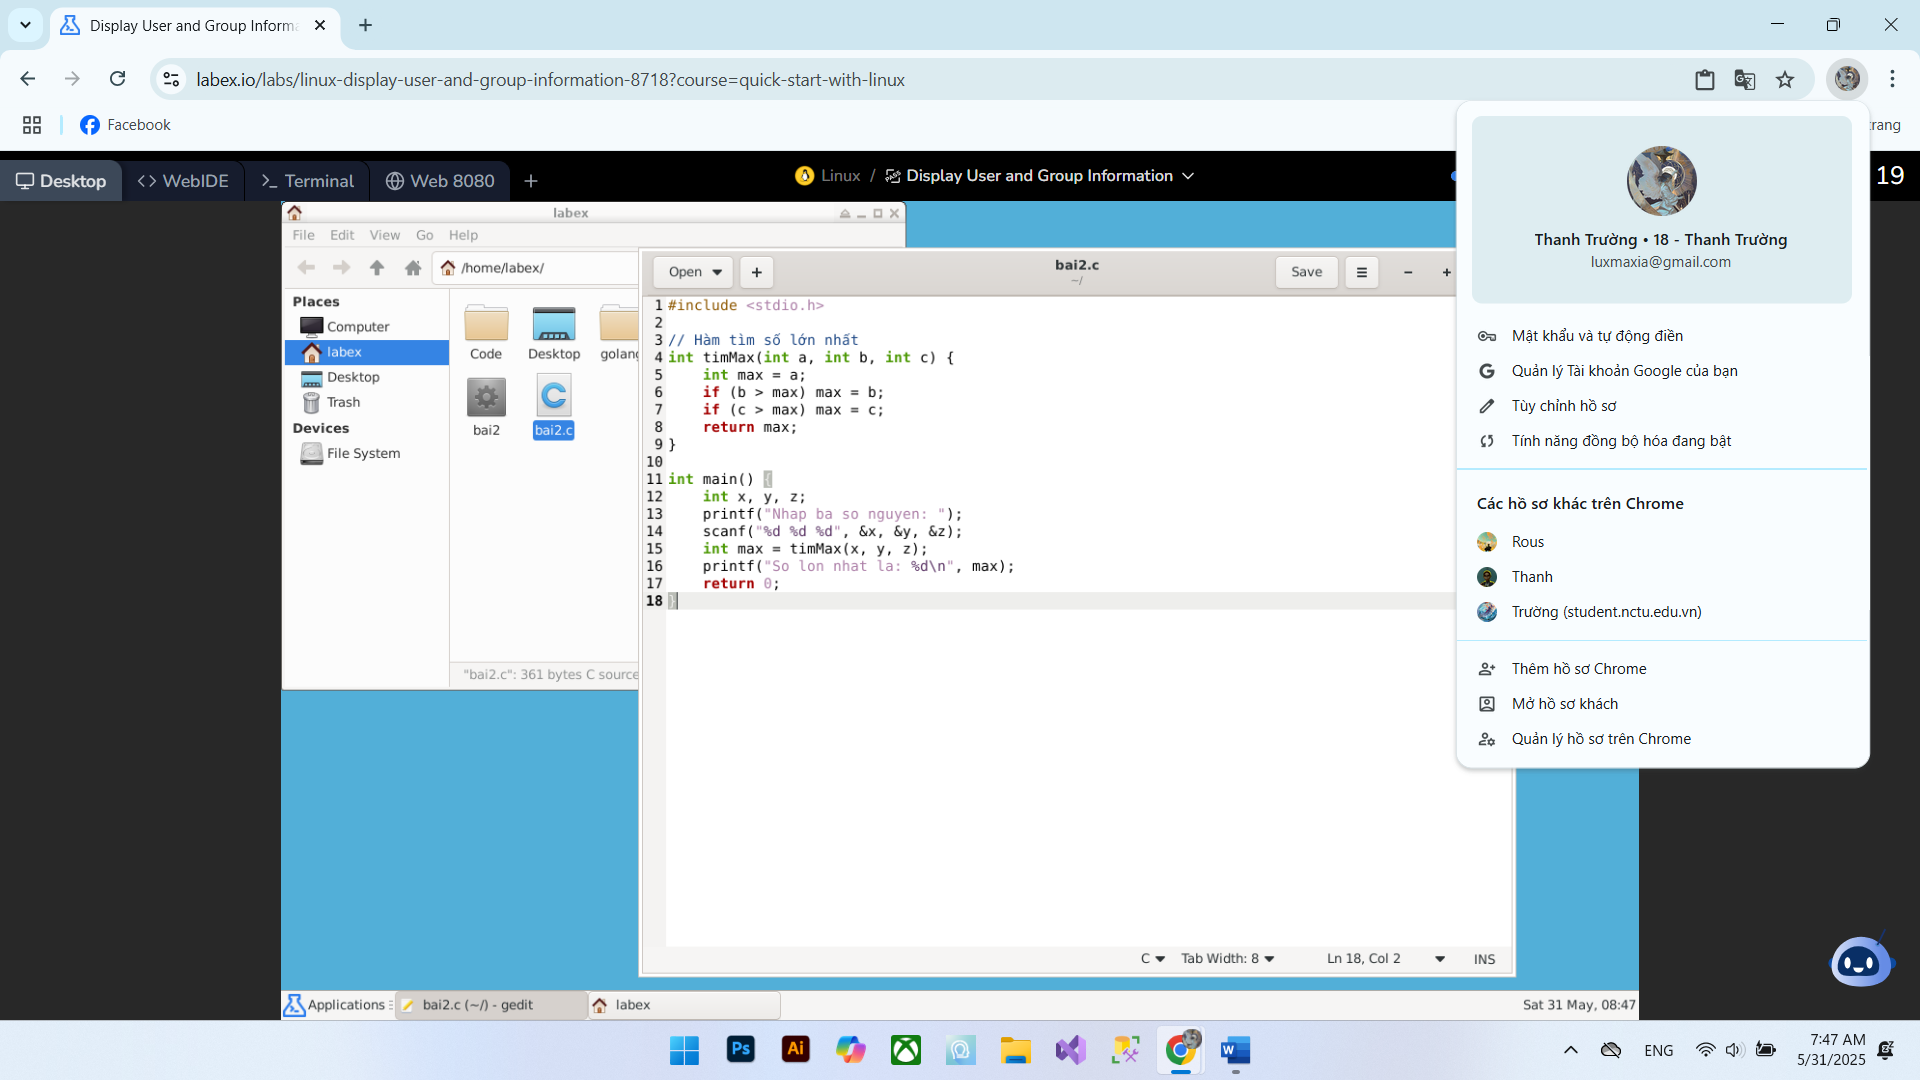 Display User and Group Informa
labex.io/labs/linux-display-user-and-group-information-8718?course=quick-start-with-linux
Facebook
trang
Desktop
WebIDE
Terminal
Web 8080
Linux / Display User and Group Information
19
labex
File Edit View Go Help
/home/labex/
Places
Computer
labex
Desktop
Trash
Devices
File System
Code
Desktop
golang
bai2
bai2.c
"bai2.c": 361 bytes C source
Open
bai2.c
~/
Save
1 #include <stdio.h>
2
3 // Hàm tìm số lớn nhất
4 int timMax(int a, int b, int c) {
5 int max = a;
6 if (b > max) max = b;
7 if (c > max) max = c;
8 return max;
9 }
10
11 int main() {
12 int x, y, z;
13 printf("Nhap ba so nguyen: ");
14 scanf("%d %d %d", &x, &y, &z);
15 int max = timMax(x, y, z);
16 printf("So lon nhat la: %d\n", max);
17 return 0;
18 }
C
Tab Width: 8
Ln 18, Col 2
INS
Thanh Trường • 18 - Thanh Trường
luxmaxia@gmail.com
Mật khẩu và tự động điền
Quản lý Tài khoản Google của bạn
Tùy chỉnh hồ sơ
Tính năng đồng bộ hóa đang bật
Các hồ sơ khác trên Chrome
Rous
Thanh
Trường (student.nctu.edu.vn)
Thêm hồ sơ Chrome
Mở hồ sơ khách
Quản lý hồ sơ trên Chrome
Applications
bai2.c (~/) - gedit
labex
Sat 31 May, 08:47
Ps
Ai
W
ENG
7:47 AM
5/31/2025